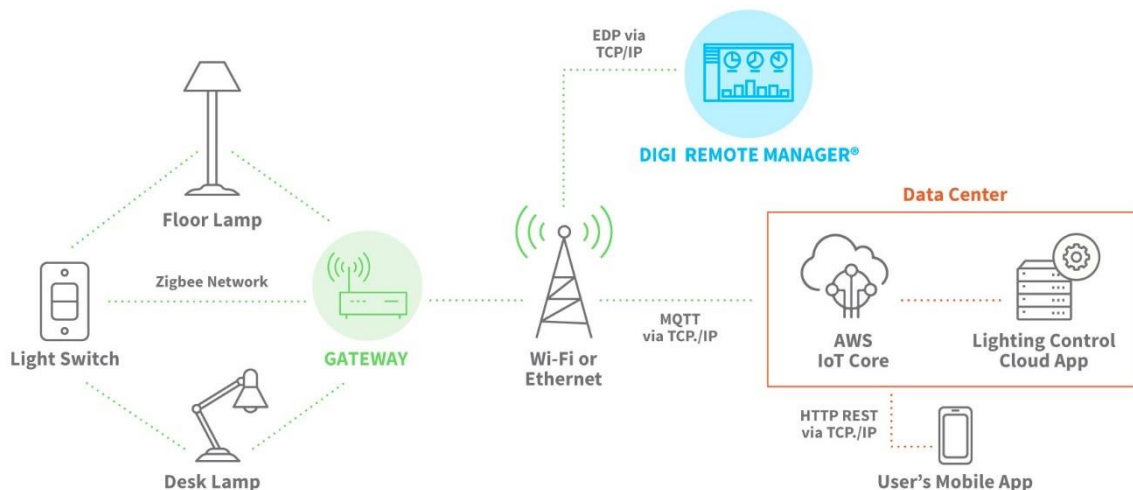 EDP via
TCP/IP
DIGI REMOTE MANAGER®
Data Center
Floor Lamp
Zigbee Network
Light Switch
GATEWAY
Wi-Fi or
Ethernet
MQTT
via TCP./IP
AWS
IoT Core
Lighting Control
Cloud App
HTTP REST
via TCP./IP
Desk Lamp
User's Mobile App